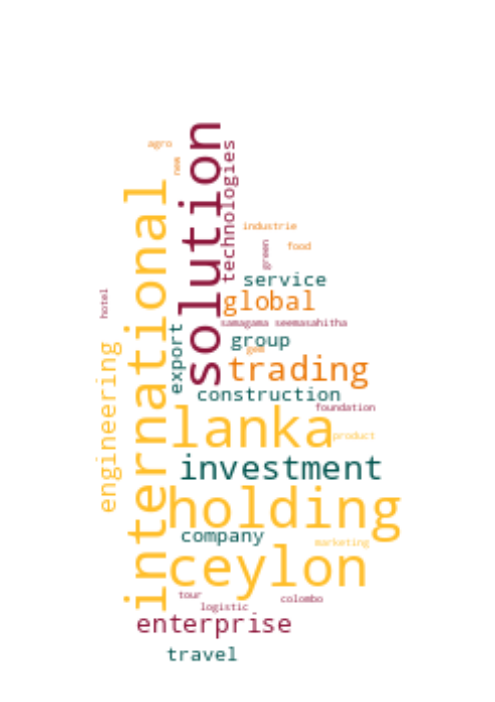 solution
agro
new
technologies
international
industrie
green
food
service
hotel
global
samagama seemasahitha
export
group
gem
trading
engineering
construction
foundation
lanka
product
investment
holding
company
marketing
ceylon
tour
colombo
logistic
enterprise
travel